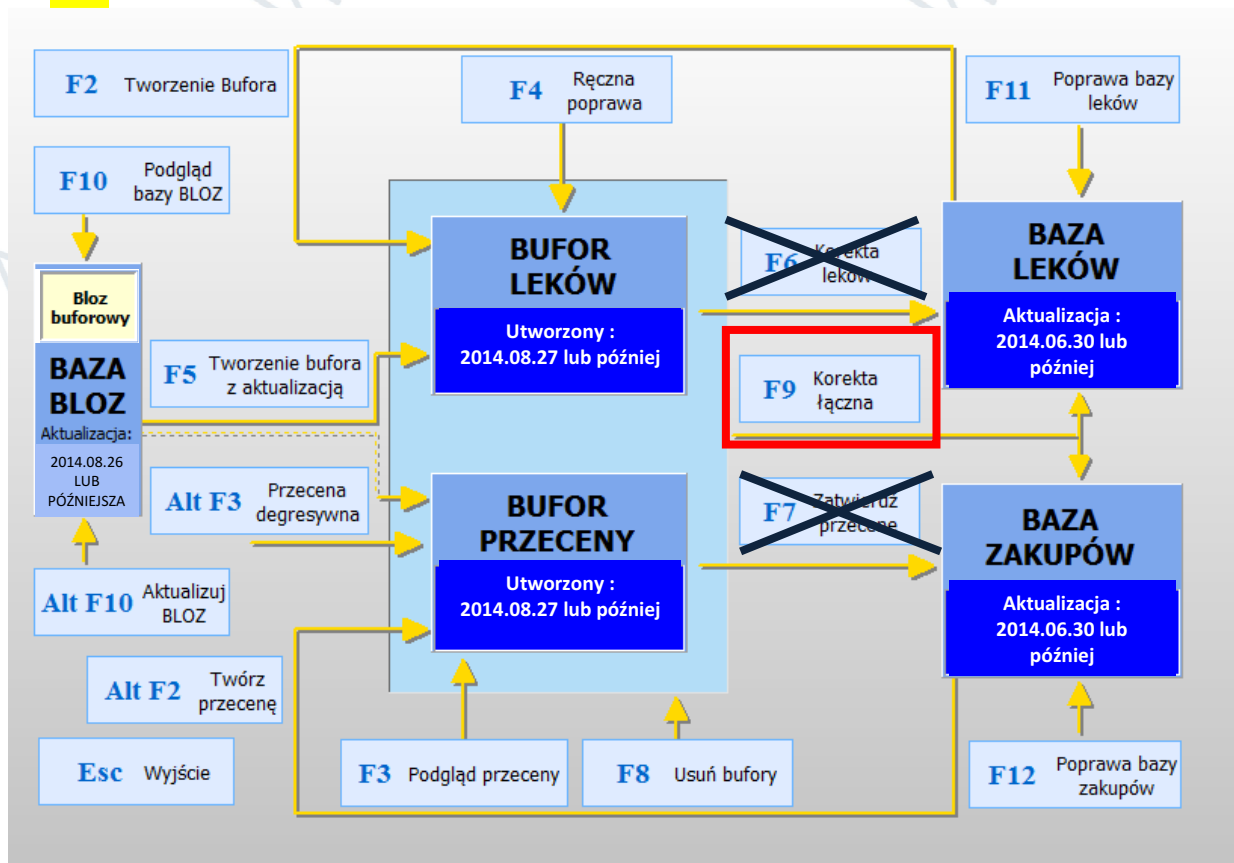 F2 Tworzenie Bufora
F4 Ręczna
poprawa
F11 Poprawa bazy
leków
F10 Podgląd
bazy BLOZ
BUFOR
LEKÓW
Utworzony :
2014.08.27 lub później
F6 Korekta
leków
BAZA
LEKÓW
Aktualizacja :
2014.06.30 lub
później
Bloz
buforowy
BAZA
BLOZ
Aktualizacja:
2014.08.26
LUB
PÓŹNIEJSZA
F5 Tworzenie bufora
z aktualizacją
F9 Korekta
łączna
Alt F3 Przecena
degresywna
BUFOR
PRZECENY
Utworzony :
2014.08.27 lub później
F7 Zatwierdź
przecenę
BAZA
ZAKUPÓW
Aktualizacja :
2014.06.30 lub
później
Alt F10 Aktualizuj
BLOZ
Alt F2 Twórz
przecenę
Esc Wyjście
F3 Podgląd przeceny
F8 Usuń bufory
F12 Poprawa bazy
zakupów